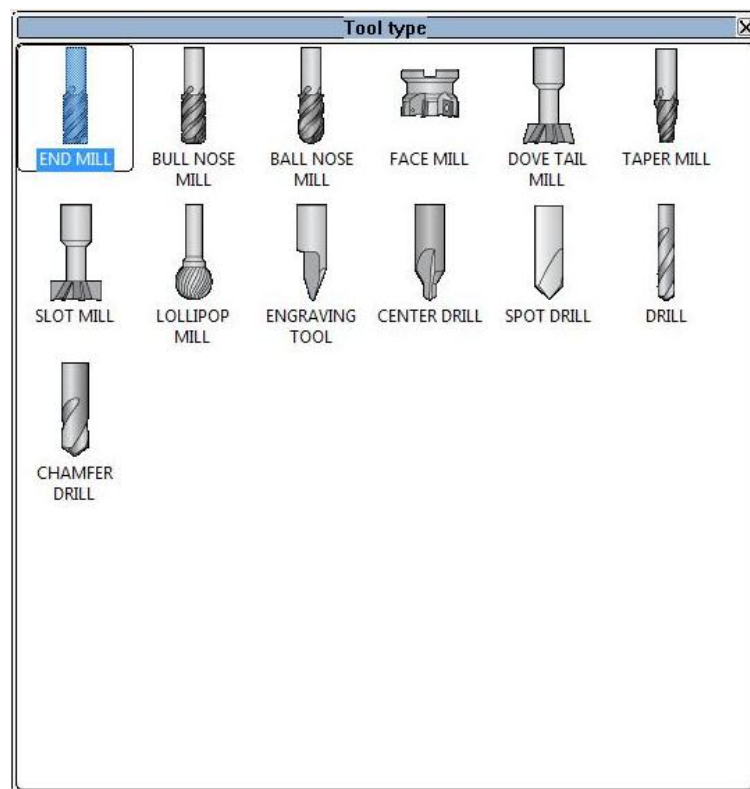 Tool type
END MILL
BULL NOSE
MILL
BALL NOSE
MILL
FACE MILL
DOVE TAIL
MILL
TAPER MILL
SLOT MILL
LOLLIPOP
MILL
ENGRAVING
TOOL
CENTER DRILL
SPOT DRILL
DRILL
CHAMFER
DRILL